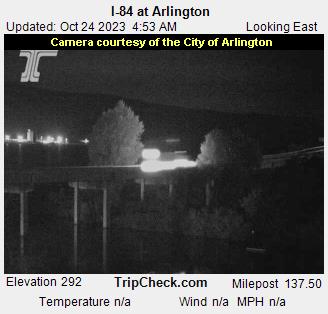 I-84 at Arlington
Updated: Oct 24 2023 4:53 AM Looking East
Camera courtesy of the City of Arlington
Elevation 292 TripCheck.com Milepost 137.50
Temperature n/a Wind n/a MPH n/a